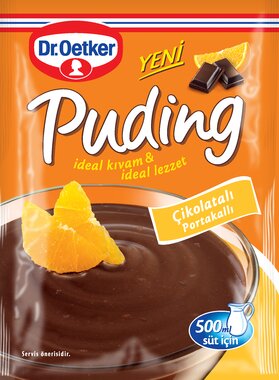 Dr.Oetker
YENİ
Puding
ideal kıvam &
ideal lezzet
Çikolatalı
Portakallı
500ml
süt için
Servis önerisidir.